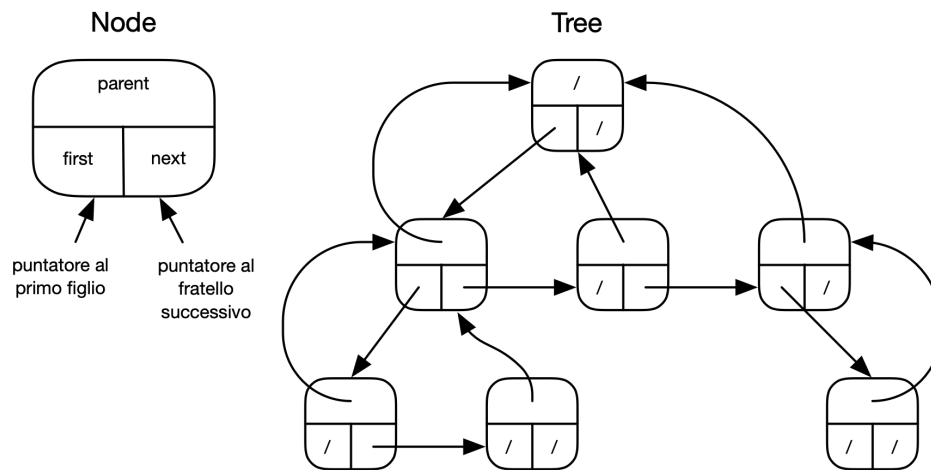 Node
Tree
parent
first
next
puntatore al
primo figlio
puntatore al
fratello
successivo
/
/
/
/
/
/
/
/
/
/